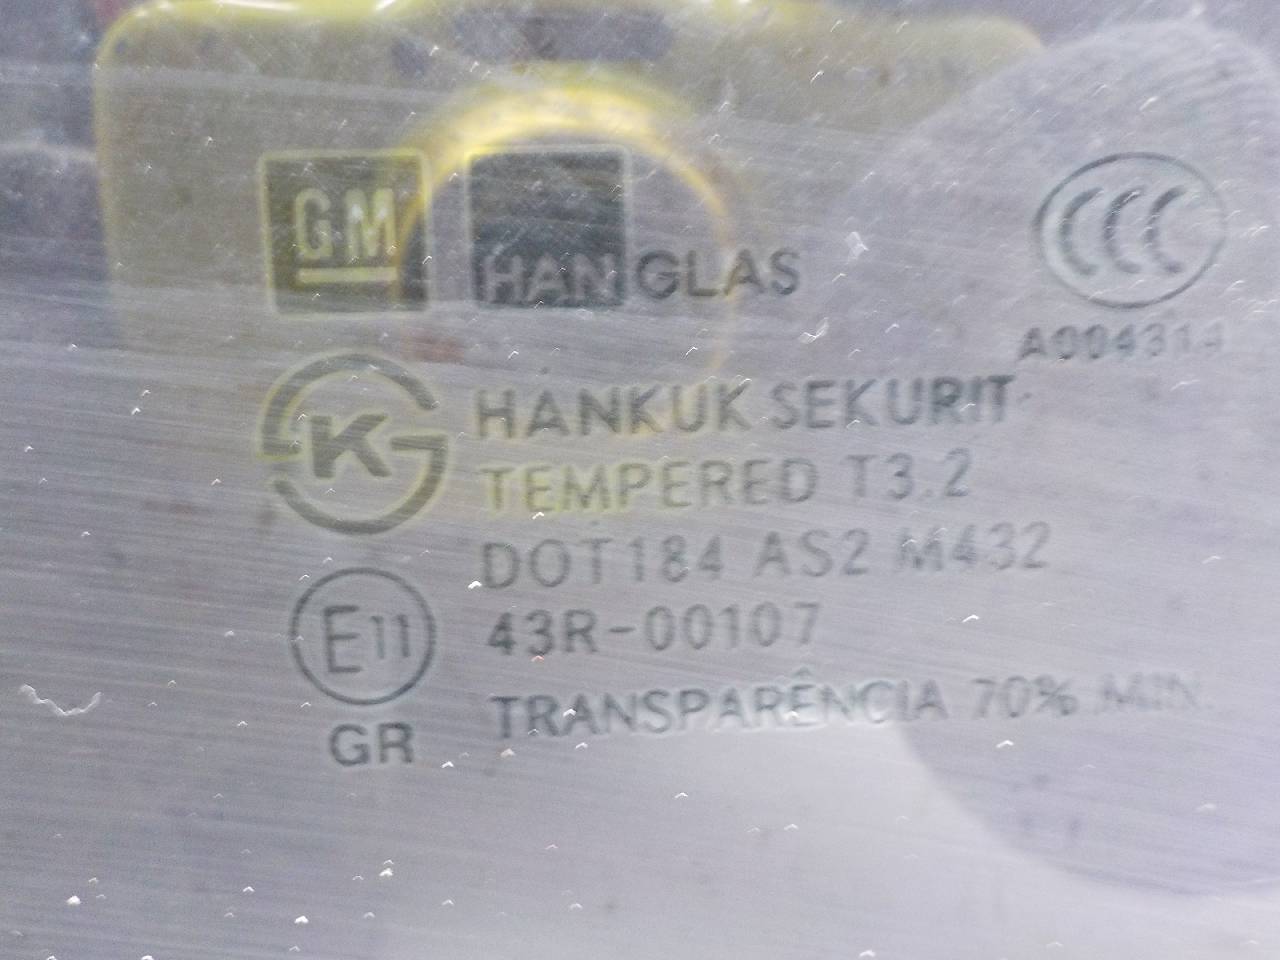 GM HANGLAS CCC
A004314
K HANKUK SEKURIT
TEMPERED T3.2
DOT184 AS2 M432
E11 43R-00107
GR TRANSPARÊNCIA 70% MIN.